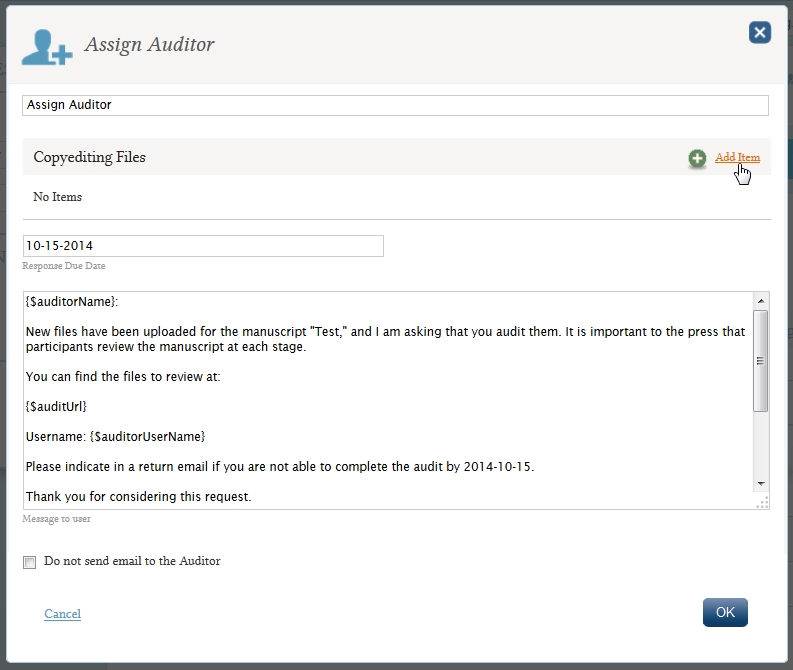 Assign Auditor
Assign Auditor
Copyediting Files
Add Item
No Items
10-15-2014
Response Due Date
{$auditorName}:
New files have been uploaded for the manuscript "Test," and I am asking that you audit them. It is important to the press that
participants review the manuscript at each stage.
You can find the files to review at:
{$auditUrl}
Username: {$auditorUserName}
Please indicate in a return email if you are not able to complete the audit by 2014-10-15.
Thank you for considering this request.
Message to user
Do not send email to the Auditor
Cancel
OK